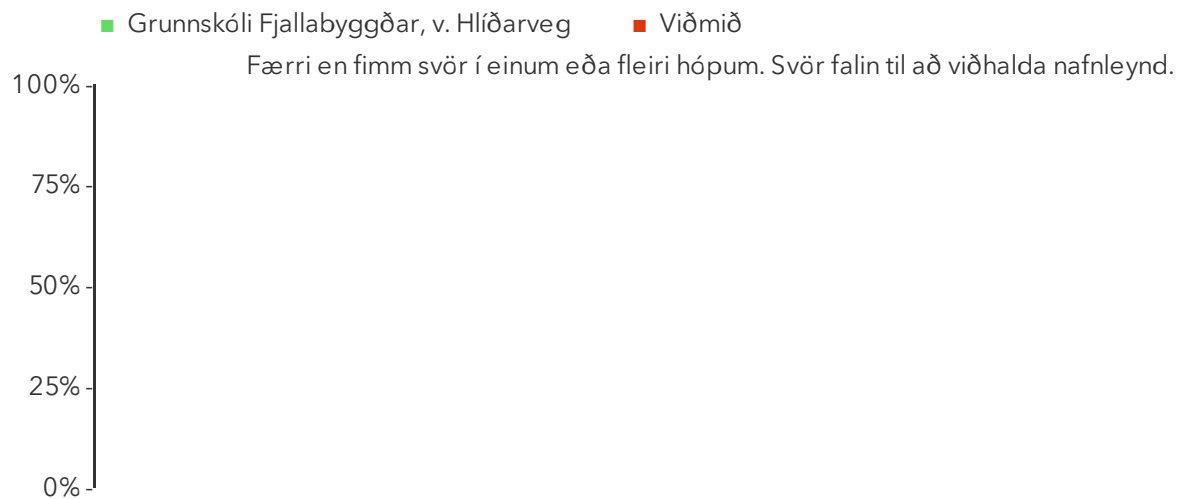 Grunnskóli Fjallabyggðar, v. Hlíðarveg Viðmið
Færri en fimm svör í einum eða fleiri hópum. Svör falin til að viðhalda nafnleynd.
100%
75%
50%
25%
0%